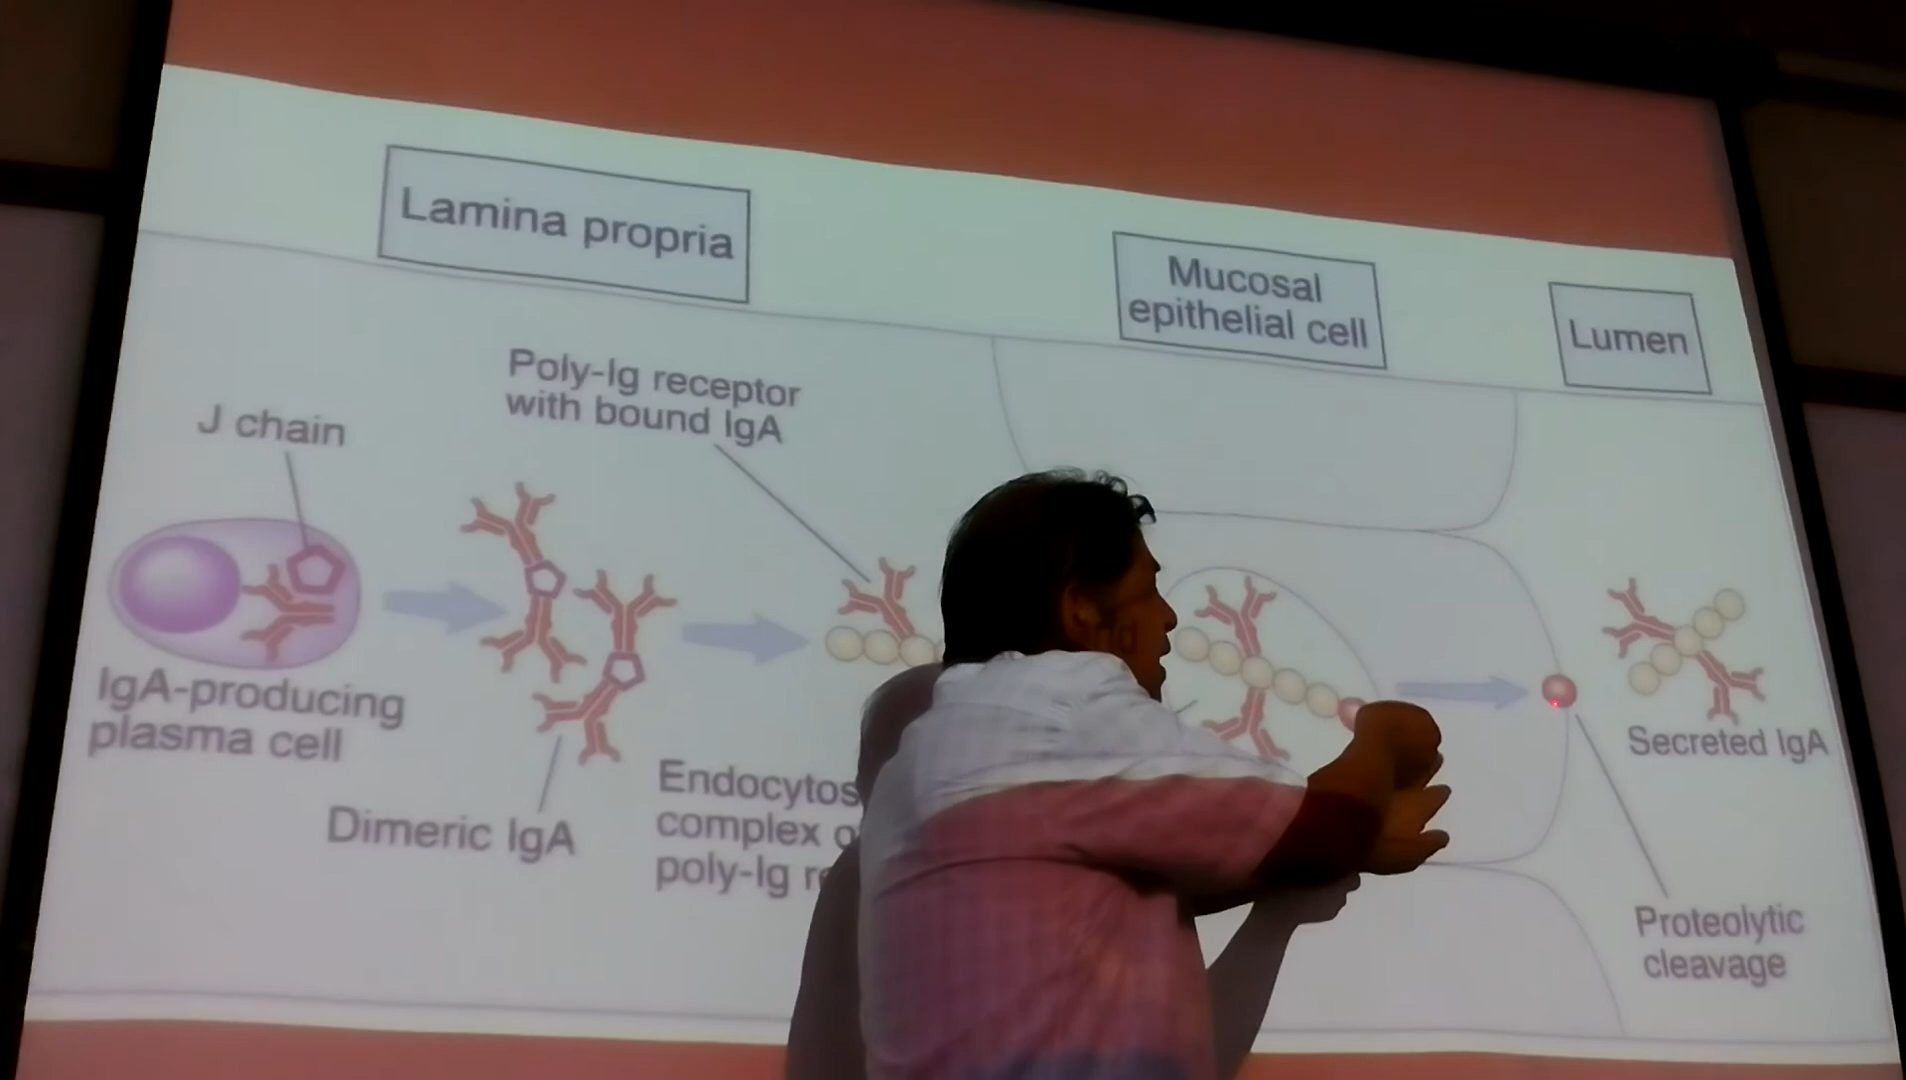 Lamina propria
Mucosal
epithelial cell
Lumen
Poly-Ig receptor
with bound IgA
J chain
IgA-producing
plasma cell
Dimeric IgA
Endocytos
complex o
poly-Ig re
Secreted IgA
Proteolytic
cleavage